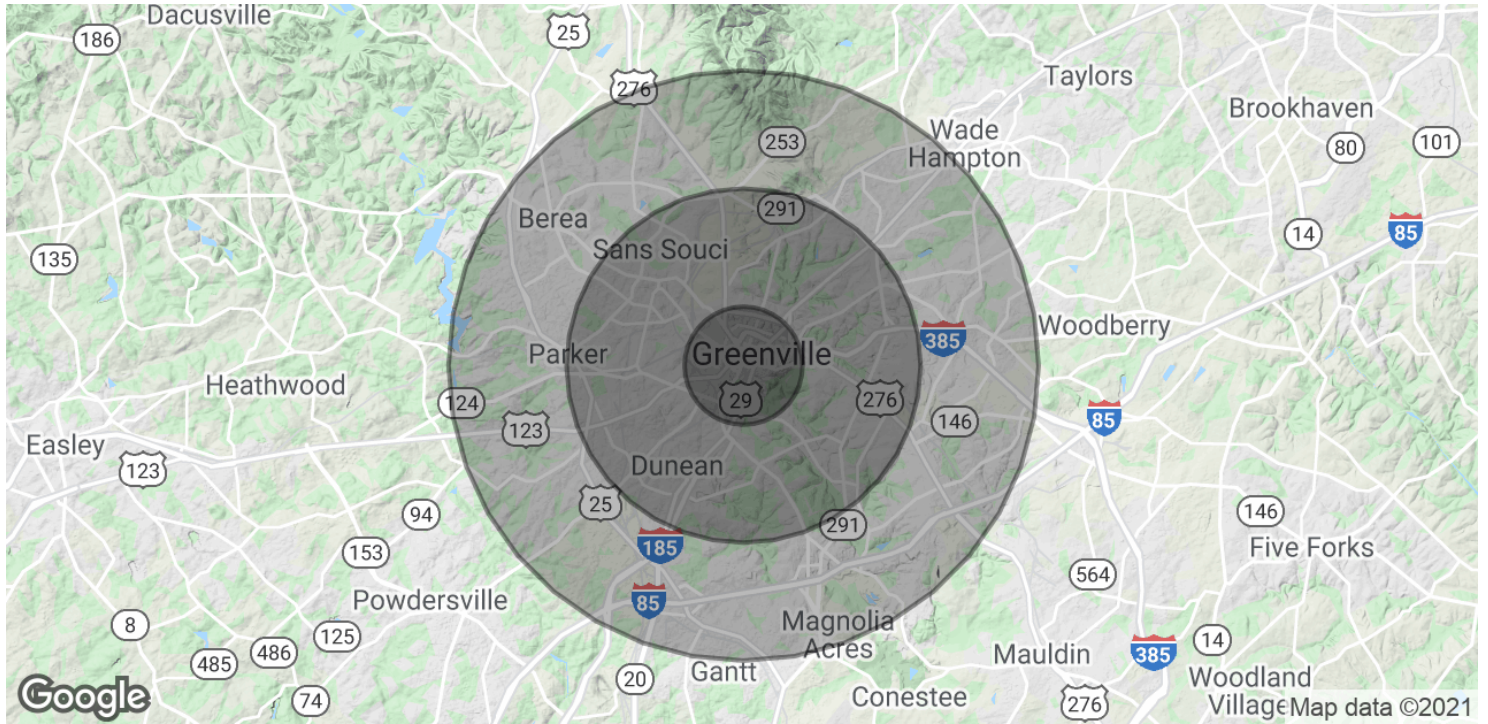 Dacusville
186
25
276
Taylors
Brookhaven
Wade
Hampton
253
80
101
Berea
291
Sans Souci
14
85
135
Woodberry
385
Greenville
Parker
Heathwood
124
29
276
146
85
123
Easley
123
Dunean
25
94
153
185
291
146
Five Forks
564
85
Powdersville
8
125
Magnolia
Acres
14
485
486
Gantt
20
Mauldin
385
Woodland
Village
74
Conestee
276
Google
Map data ©2021